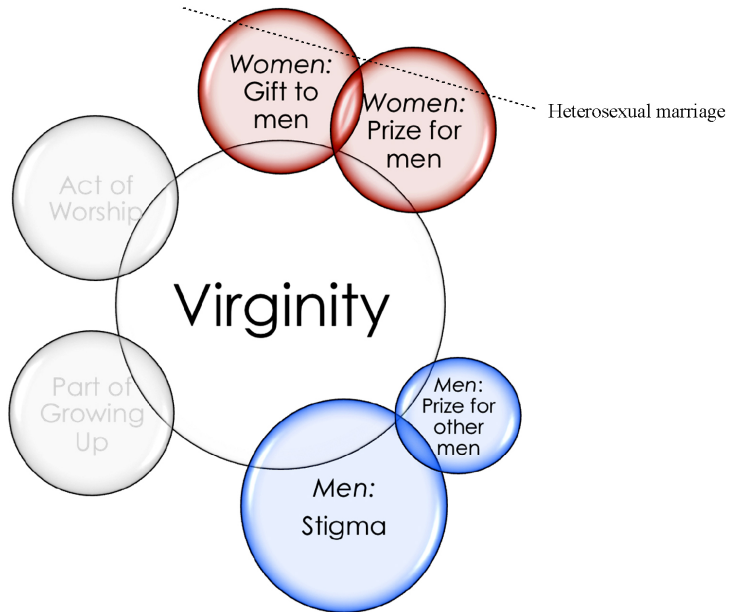 Women:
Gift to
men
Women:
Prize for
men
Heterosexual marriage
Act of
Worship
Virginity
Part of
Growing
Up
Men:
Prize for
other
men
Men:
Stigma